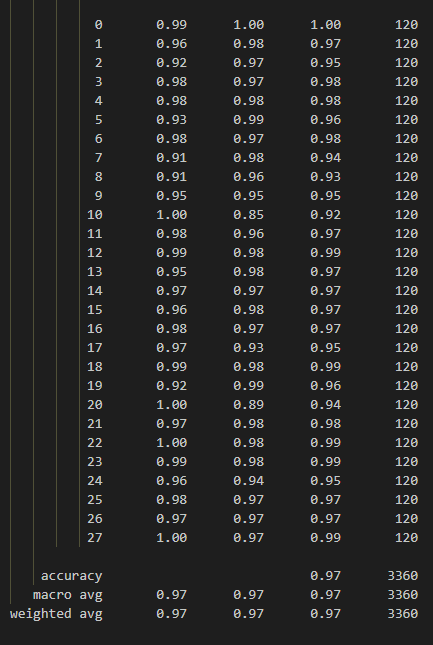 0 0.99 1.00 1.00 120
1 0.96 0.98 0.97 120
2 0.92 0.97 0.95 120
3 0.98 0.97 0.98 120
4 0.98 0.98 0.98 120
5 0.93 0.99 0.96 120
6 0.98 0.97 0.98 120
7 0.91 0.98 0.94 120
8 0.91 0.96 0.93 120
9 0.95 0.95 0.95 120
10 1.00 0.85 0.92 120
11 0.98 0.96 0.97 120
12 0.99 0.98 0.99 120
13 0.95 0.98 0.97 120
14 0.97 0.97 0.97 120
15 0.96 0.98 0.97 120
16 0.98 0.97 0.97 120
17 0.97 0.93 0.95 120
18 0.99 0.98 0.99 120
19 0.92 0.99 0.96 120
20 1.00 0.89 0.94 120
21 0.97 0.98 0.98 120
22 1.00 0.98 0.99 120
23 0.99 0.98 0.99 120
24 0.96 0.94 0.95 120
25 0.98 0.97 0.97 120
26 0.97 0.97 0.97 120
27 1.00 0.97 0.99 120
accuracy 0.97 3360
macro avg 0.97 0.97 0.97 3360
weighted avg 0.97 0.97 0.97 3360